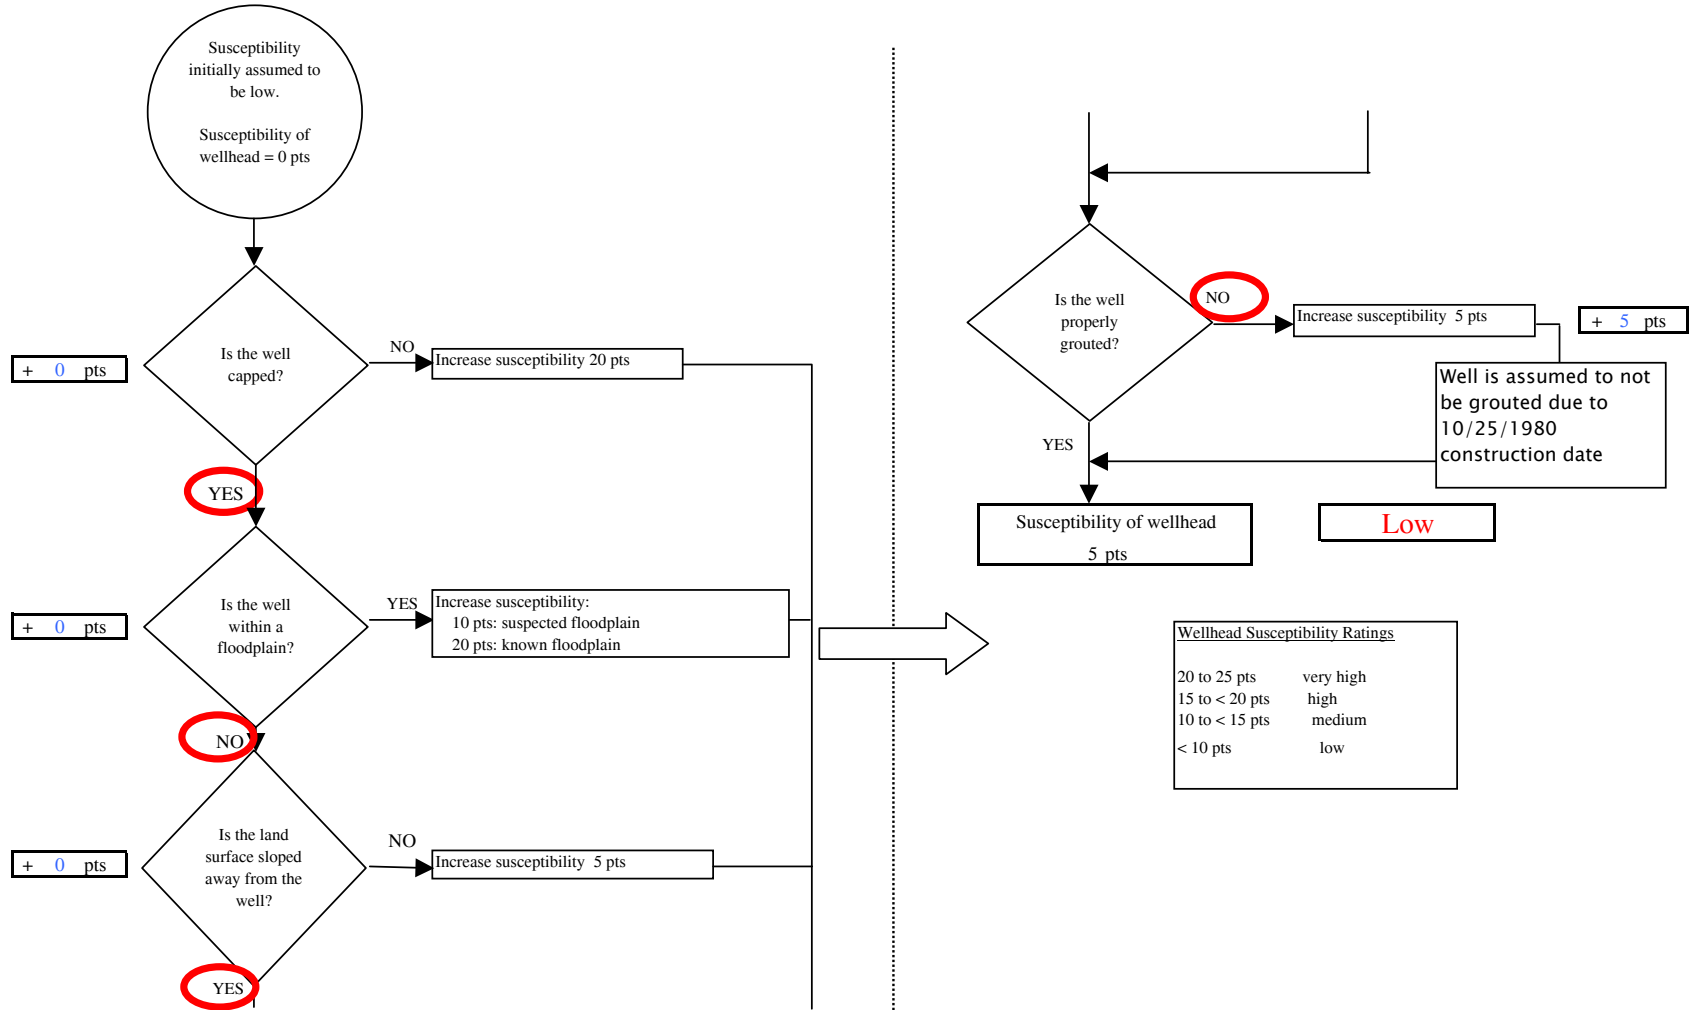 Susceptibility
initially assumed to
be low.
Susceptibility of
wellhead = 0 pts
Is the well
capped?
NO
Increase susceptibility 20 pts
+ 0 pts
YES
Is the well
within a
floodplain?
YES
Increase susceptibility:
10 pts: suspected floodplain
20 pts: known floodplain
+ 0 pts
NO
Is the land
surface sloped
away from the
well?
NO
Increase susceptibility 5 pts
+ 0 pts
YES
Is the well
properly
grouted?
NO
Increase susceptibility 5 pts
+ 5 pts
Well is assumed to not
be grouted due to
10/25/1980
construction date
YES
Susceptibility of wellhead
5 pts
Low
Wellhead Susceptibility Ratings
20 to 25 pts very high
15 to < 20 pts high
10 to < 15 pts medium
< 10 pts low